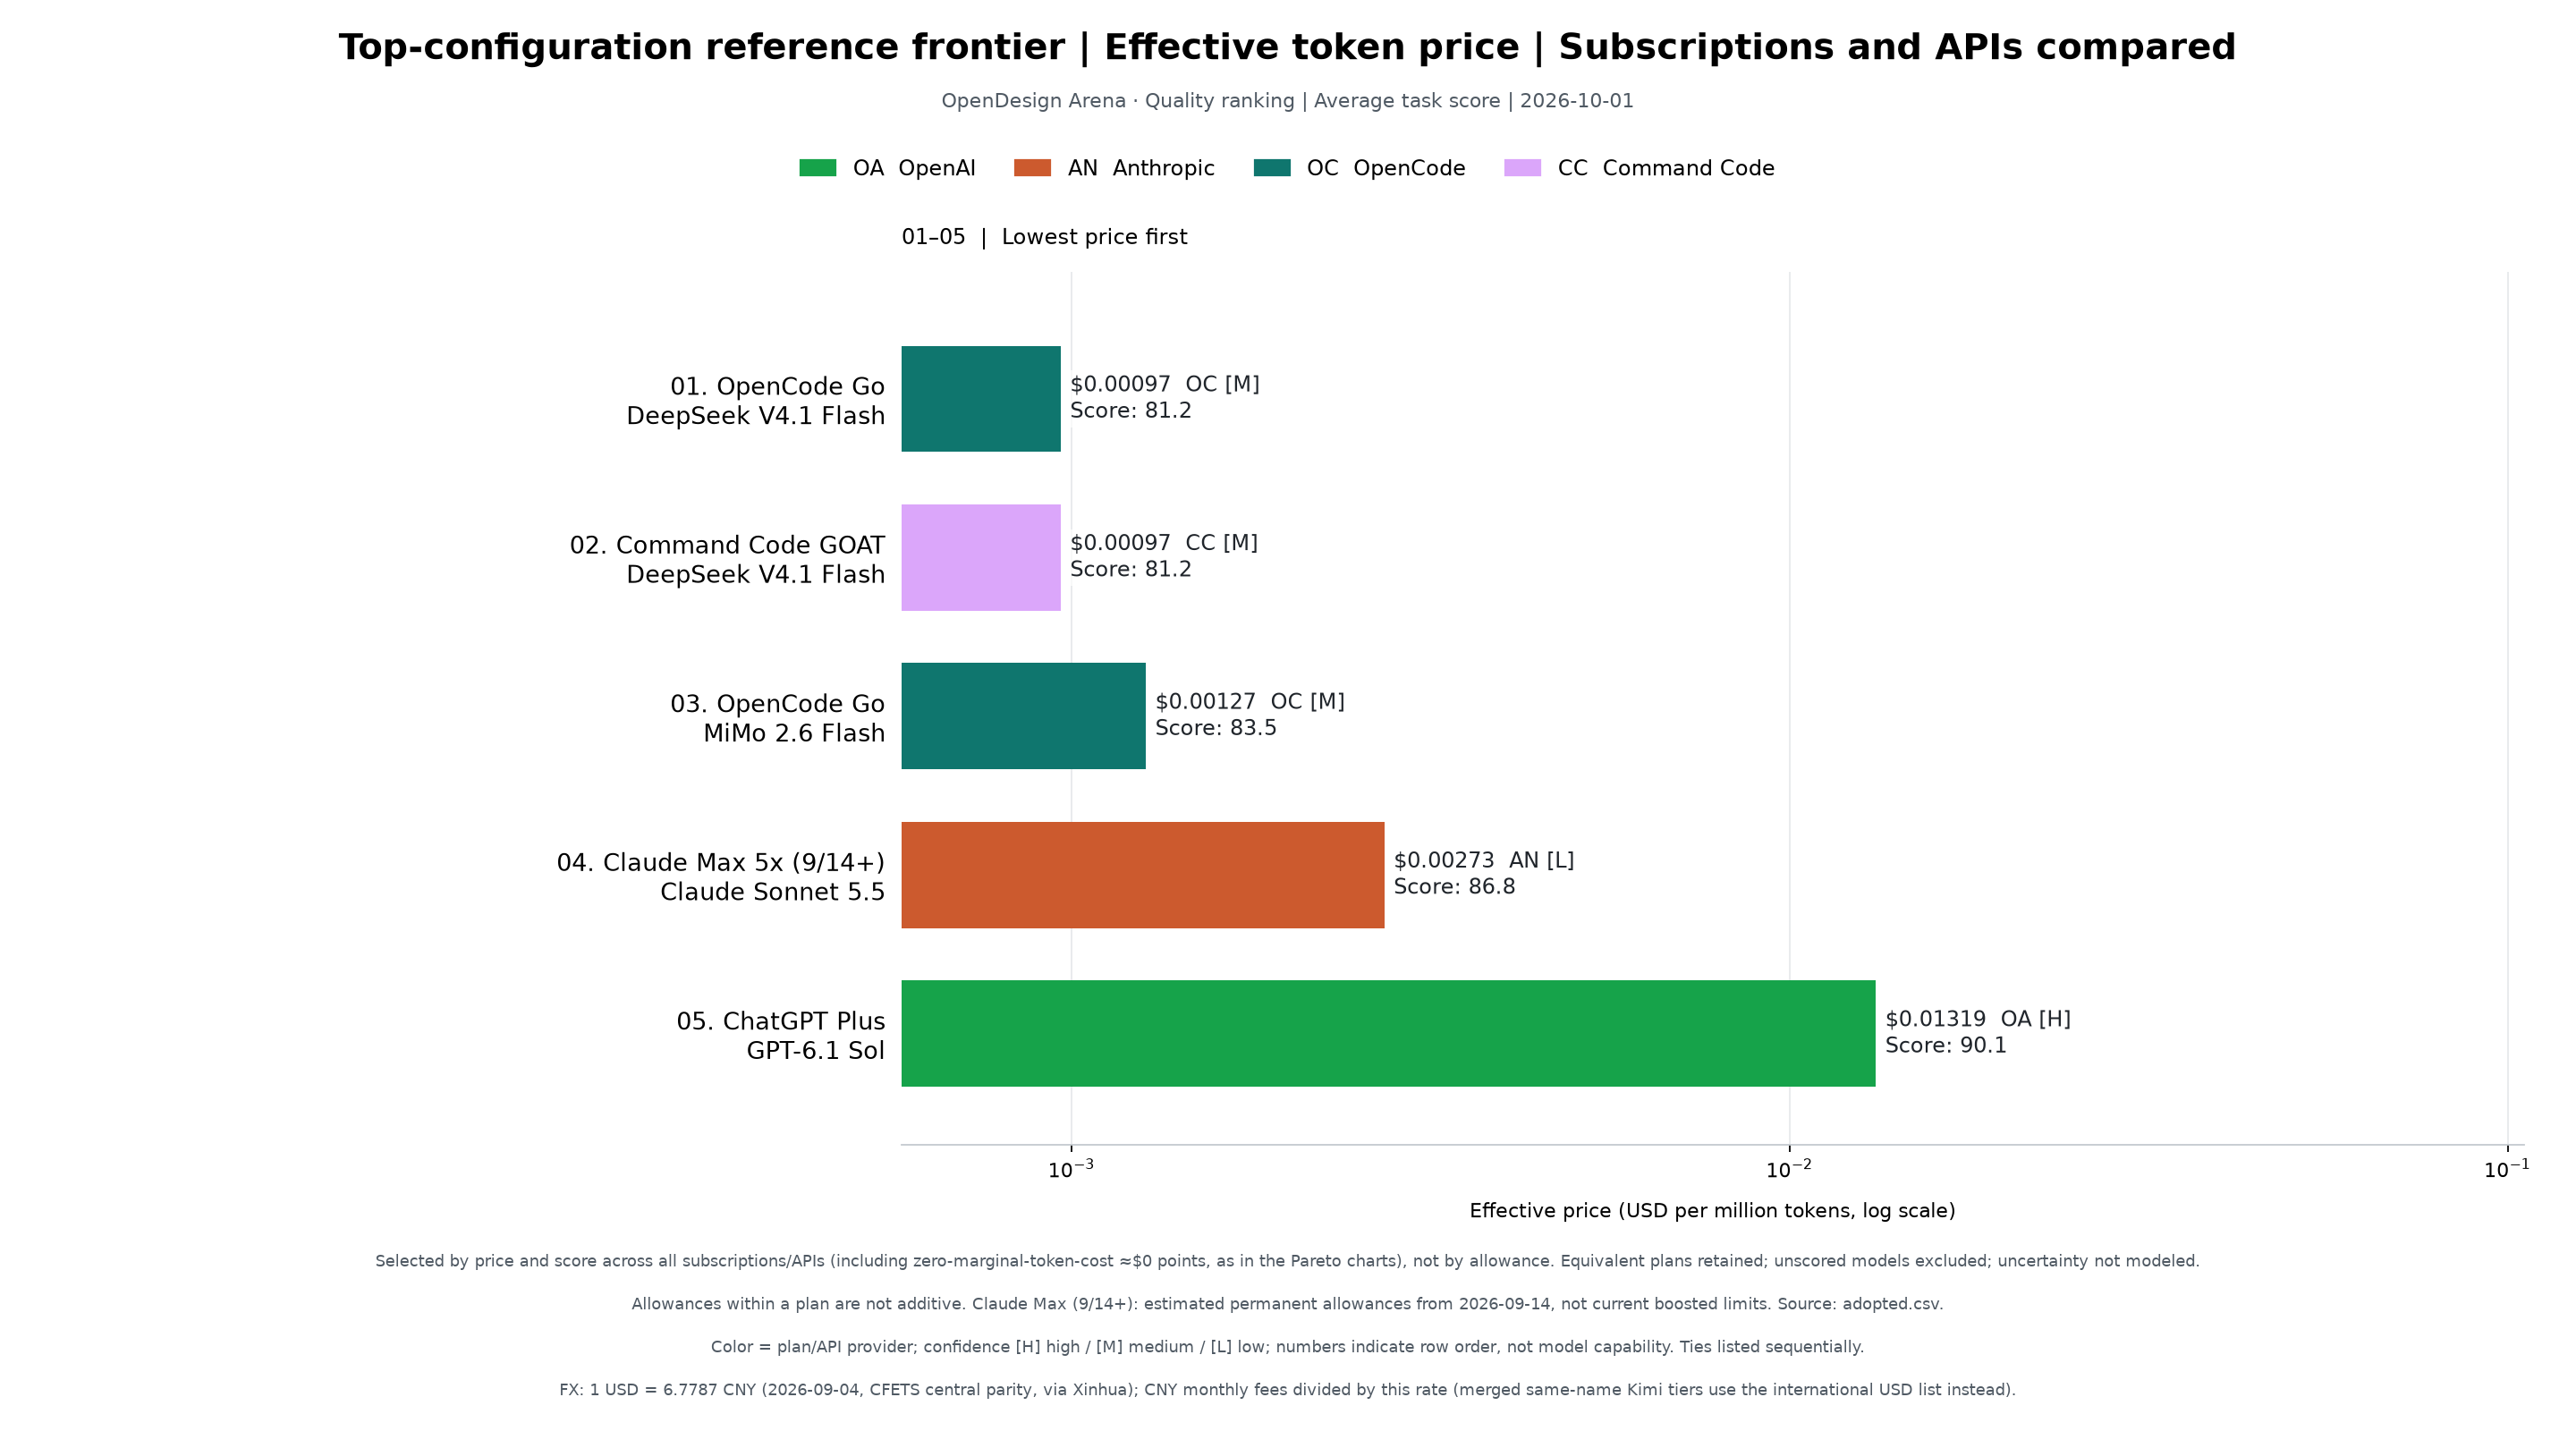 Top-configuration reference frontier | Effective token price | Subscriptions and APIs compared
OpenDesign Arena · Quality ranking | Average task score | 2026-10-01
OA OpenAI
AN Anthropic
OC OpenCode
CC Command Code
01–05 | Lowest price first
01. OpenCode Go
DeepSeek V4.1 Flash
$0.00097 OC [M]
Score: 81.2
02. Command Code GOAT
DeepSeek V4.1 Flash
$0.00097 CC [M]
Score: 81.2
03. OpenCode Go
MiMo 2.6 Flash
$0.00127 OC [M]
Score: 83.5
04. Claude Max 5x (9/14+)
Claude Sonnet 5.5
$0.00273 AN [L]
Score: 86.8
05. ChatGPT Plus
GPT-6.1 Sol
$0.01319 OA [H]
Score: 90.1
10⁻³
10⁻²
10⁻¹
Effective price (USD per million tokens, log scale)
Selected by price and score across all subscriptions/APIs (including zero-marginal-token-cost ≈$0 points, as in the Pareto charts), not by allowance. Equivalent plans retained; unscored models excluded; uncertainty not modeled.
Allowances within a plan are not additive. Claude Max (9/14+): estimated permanent allowances from 2026-09-14, not current boosted limits. Source: adopted.csv.
Color = plan/API provider; confidence [H] high / [M] medium / [L] low; numbers indicate row order, not model capability. Ties listed sequentially.
FX: 1 USD = 6.7787 CNY (2026-09-04, CFETS central parity, via Xinhua); CNY monthly fees divided by this rate (merged same-name Kimi tiers use the international USD list instead).